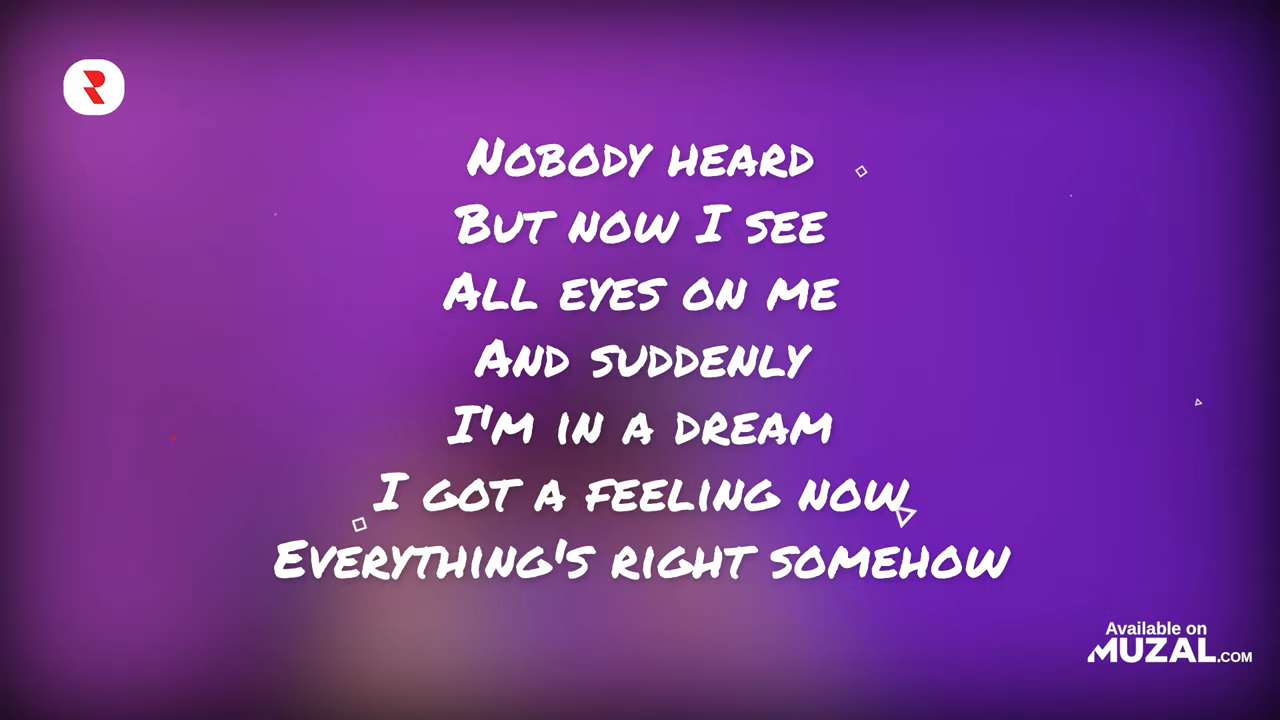 Nobody heard
But now I see
All eyes on me
And suddenly
I'm in a dream
I got a feeling now
Everything's right somehow
Available on
MUZAL.COM